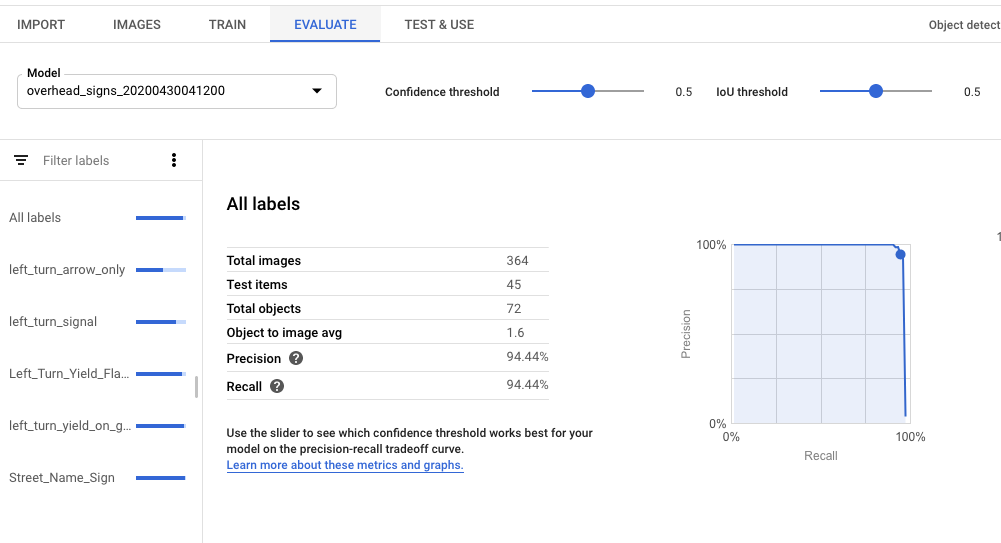 IMPORT IMAGES TRAIN EVALUATE TEST & USE Object detect
Model
overhead_signs_20200430041200
Confidence threshold 0.5 IoU threshold 0.5
Filter labels
All labels
left_turn_arrow_only
left_turn_signal
Left_Turn_Yield_Fla...
left_turn_yield_on_g...
Street_Name_Sign
All labels
Total images 364
Test items 45
Total objects 72
Object to image avg 1.6
Precision ? 94.44%
Recall ? 94.44%
Use the slider to see which confidence threshold works best for your
model on the precision-recall tradeoff curve.
Learn more about these metrics and graphs.
100%
Precision
0%
0% 100%
Recall
1